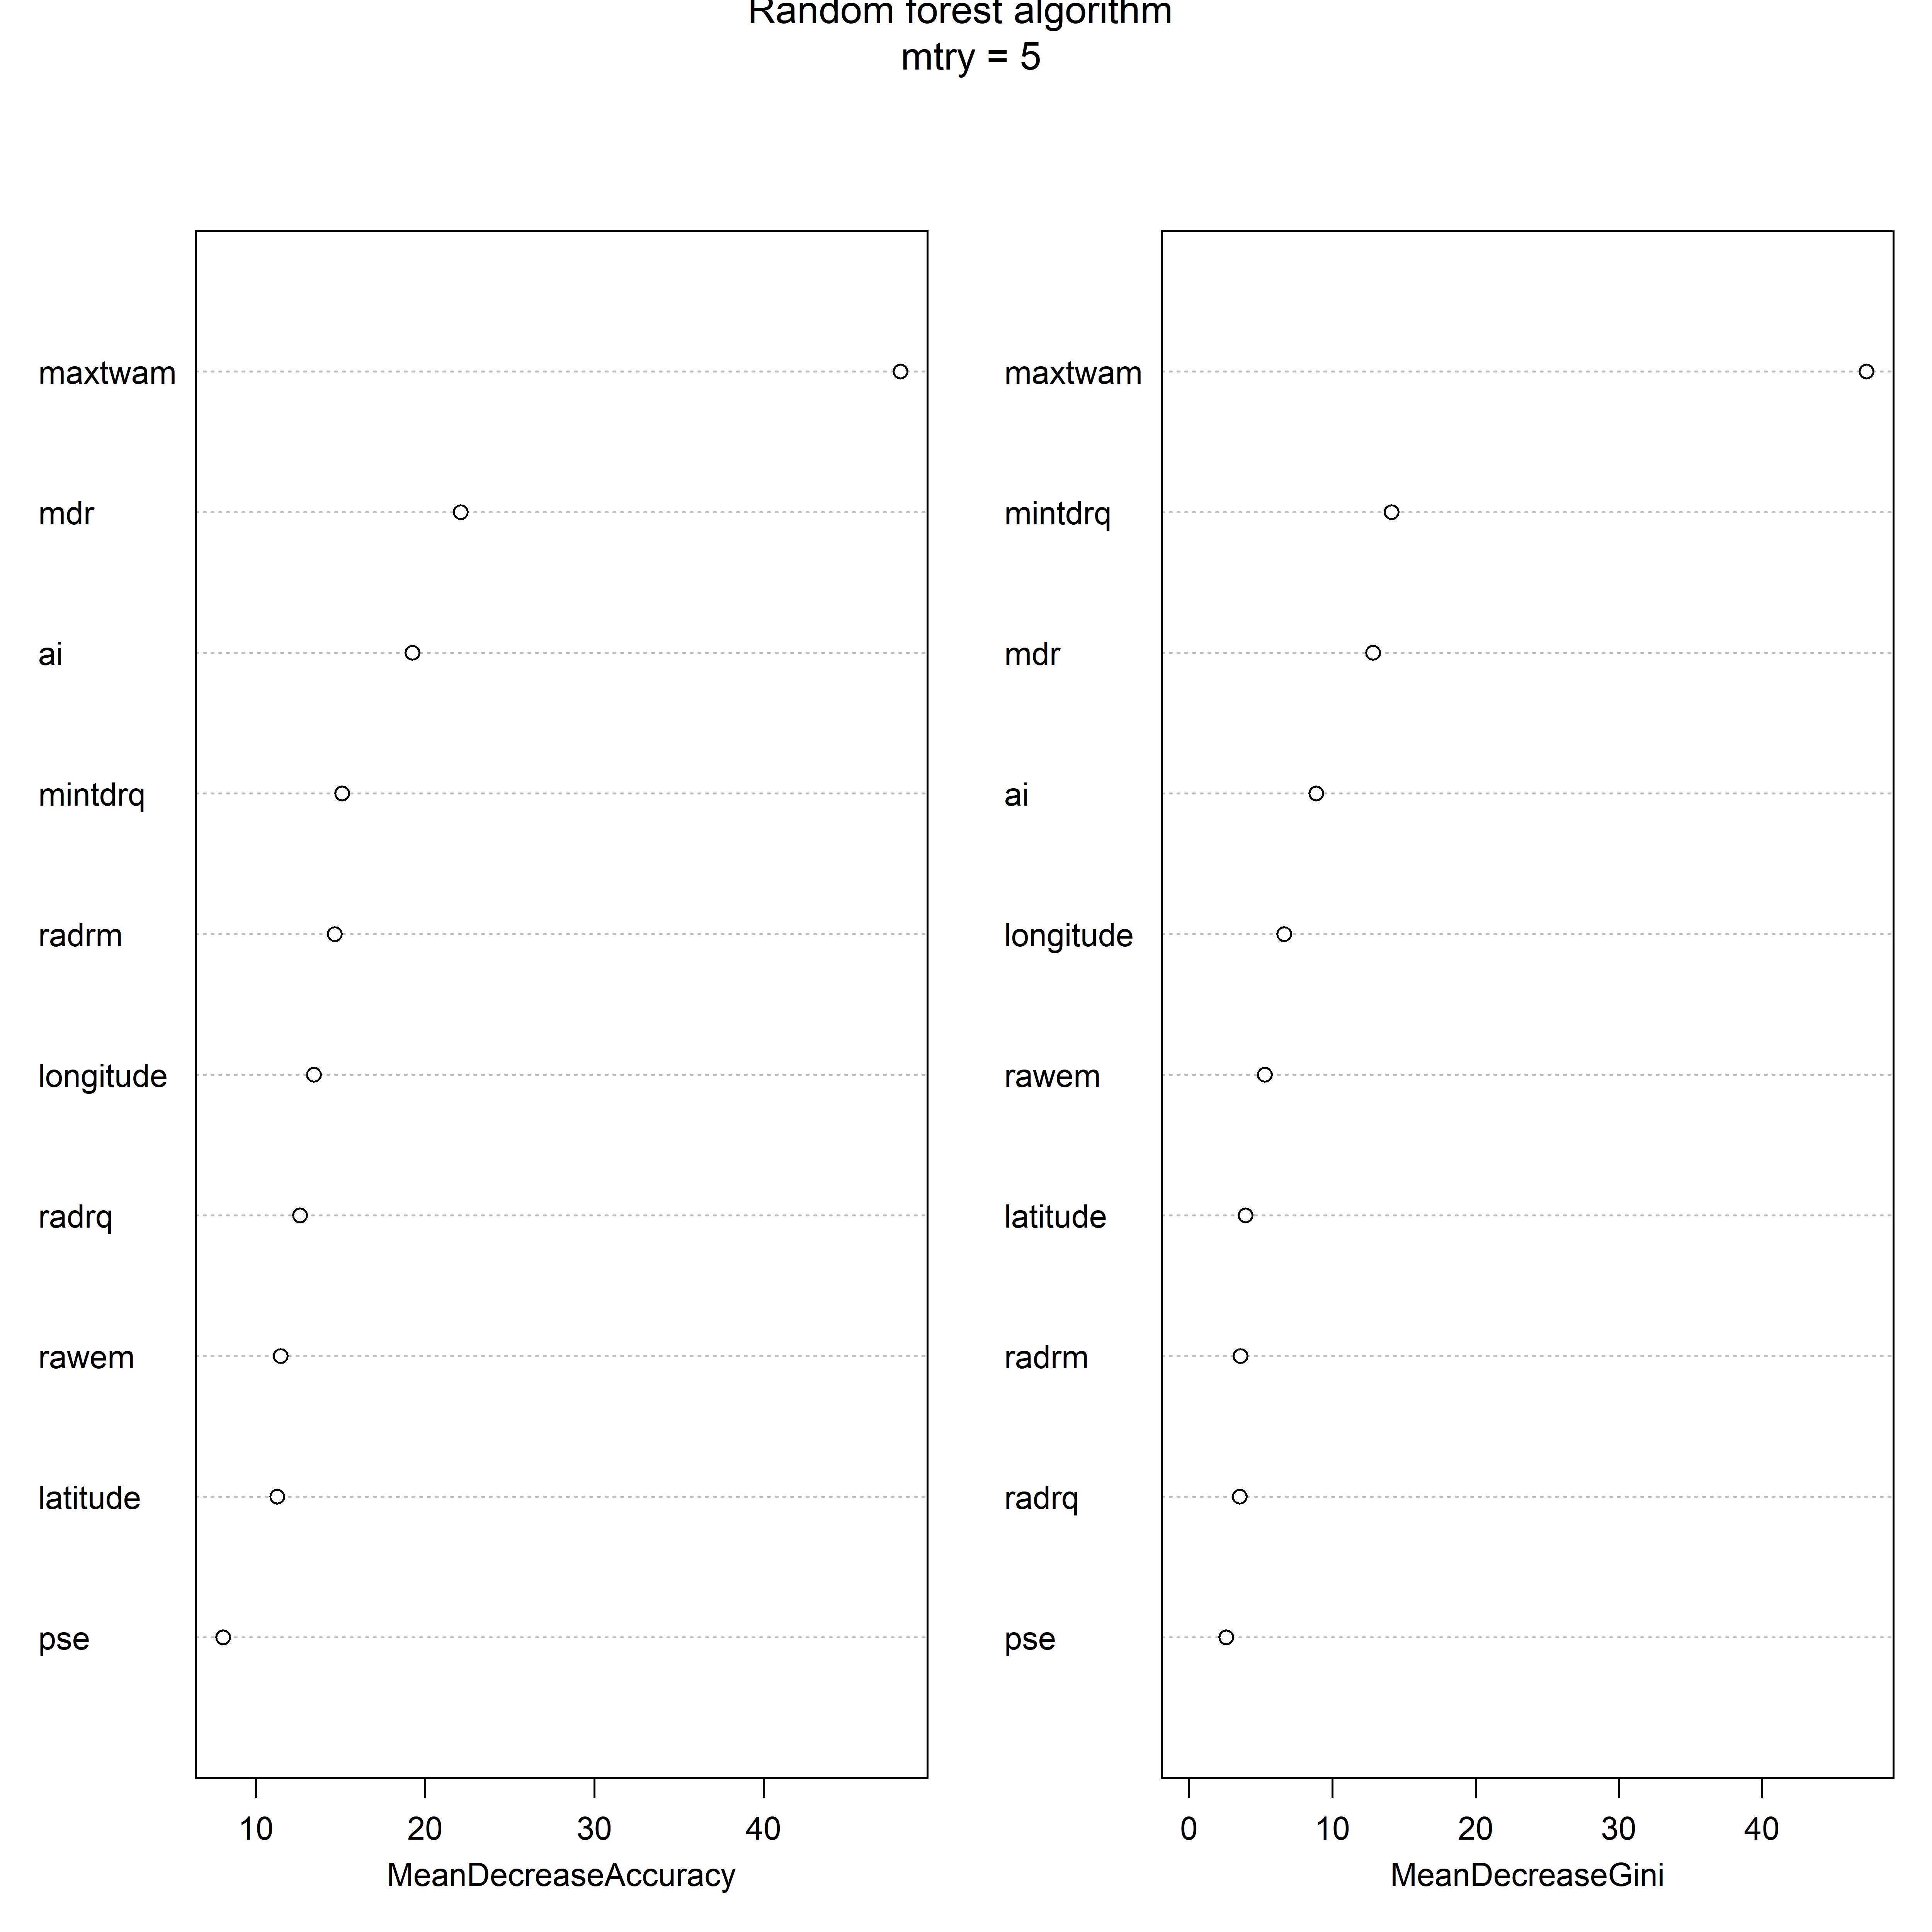 Random forest algorithm
mtry = 5
maxtwam
mdr
ai
mintdrq
radrm
longitude
radrq
rawem
latitude
pse
10 20 30 40
MeanDecreaseAccuracy
maxtwam
mintdrq
mdr
ai
longitude
rawem
latitude
radrm
radrq
pse
0 10 20 30 40
MeanDecreaseGini